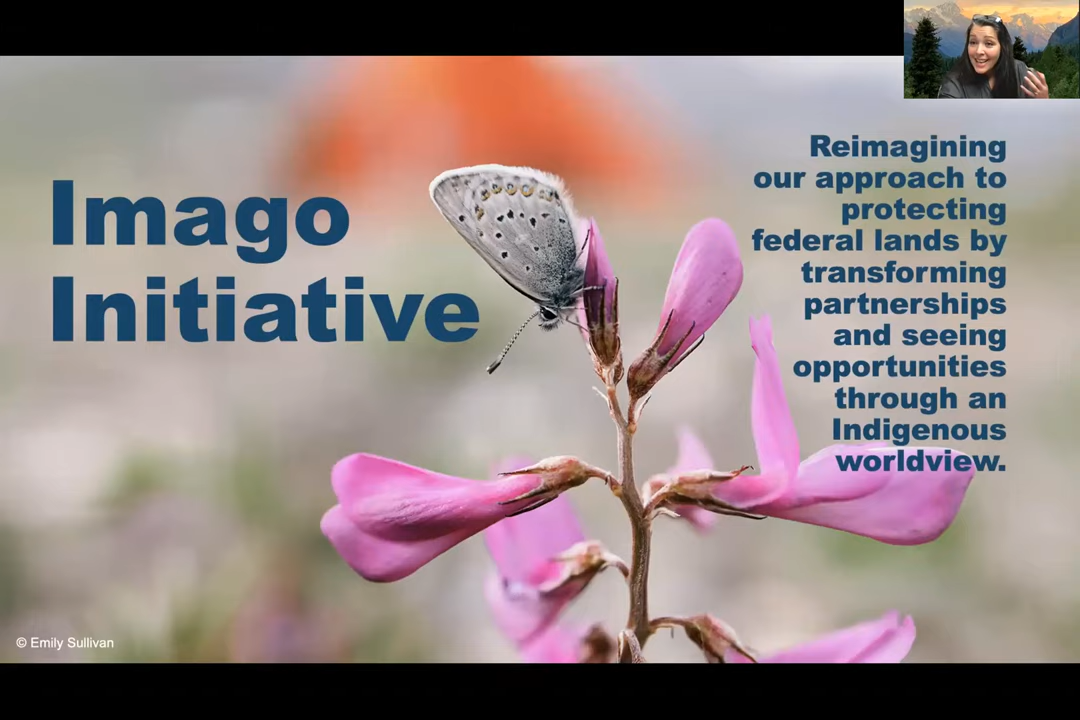 Imago
Initiative
Reimagining
our approach to
protecting
federal lands by
transforming
partnerships
and seeing
opportunities
through an
Indigenous
worldview.
© Emily Sullivan